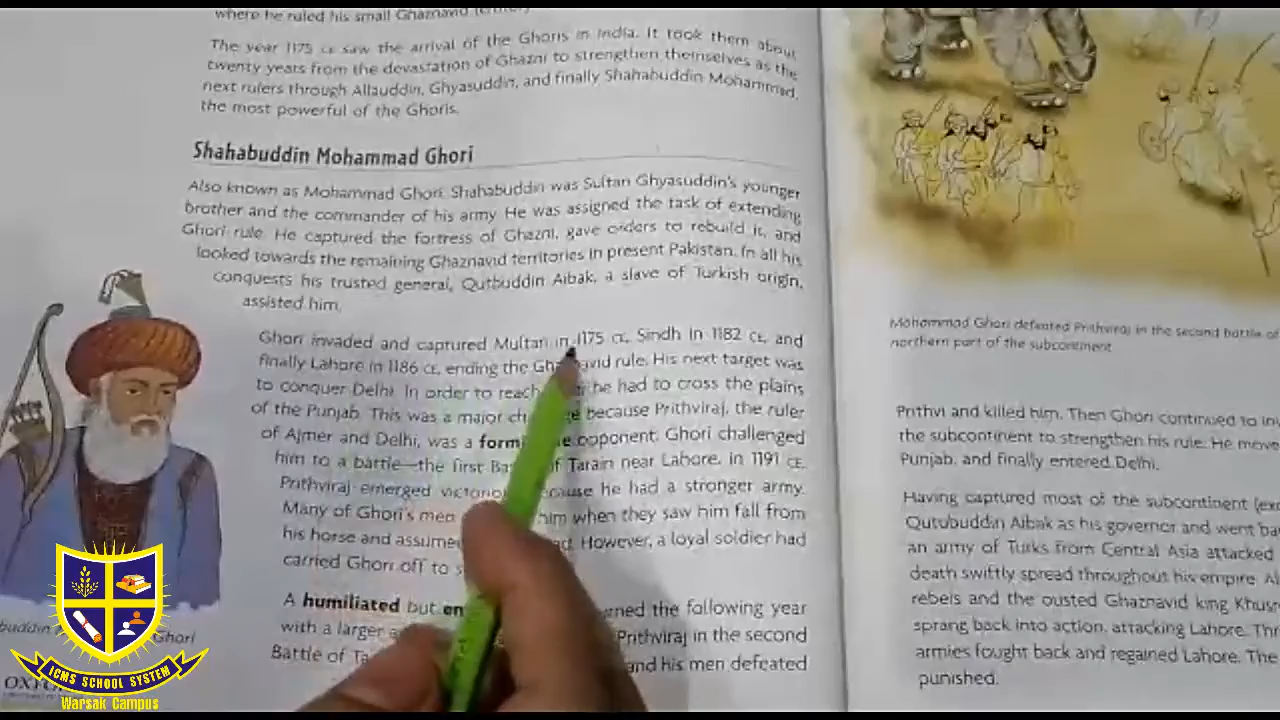 where he ruled his small Ghaznavid
The year 1175 CE saw the arrival of the Ghoris in India. It took them about
twenty years from the devastation of Ghazni to strengthen themselves as the
next rulers through Allauddin, Ghyasuddin, and finally Shahabuddin Mohammad,
the most powerful of the Ghoris.
Shahabuddin Mohammad Ghori
Also known as Mohammad Ghori, Shahabuddin was Sultan Ghyasuddin's younger
brother and the commander of his army. He was assigned the task of extending
Ghori rule. He captured the fortress of Ghazni, gave orders to rebuild it, and
looked towards the remaining Ghaznavid territories in present Pakistan. In all his
conquests his trusted general, Qutbuddin Aibak, a slave of Turkish origin,
assisted him.
Ghori invaded and captured Multan in 1175 CE, Sindh in 1182 CE, and
finally Lahore in 1186 CE, ending the Ghaznavid rule. His next target was
to conquer Delhi. In order to reach he had to cross the plains
of the Punjab. This was a major because Prithviraj, the ruler
of Ajmer and Delhi, was a opponent. Ghori challenged
him to a battle—the first of Tarain near Lahore, in 1191 CE.
Prithviraj emerged because he had a stronger army.
Many of Ghori's men him when they saw him fall from
his horse and However, a loyal soldier had
carried Ghori off to
A humiliated but the following year
with a larger Prithviraj in the second
Battle of and his men defeated
buddin Ghori
ICMS SCHOOL SYSTEM
Warsak Campus
Mohammad Ghori defeated Prithviraj in the second battle of
northern part of the subcontinent
Prithvi and killed him. Then Ghori continued to
the subcontinent to strengthen his rule. He
Punjab, and finally entered Delhi.
Having captured most of the subcontinent
Qutubuddin Aibak as his governor and went
an army of Turks from Central Asia attacked
death swiftly spread throughout his empire.
rebels and the ousted Ghaznavid king
sprang back into action, attacking Lahore.
armies fought back and regained Lahore. The
punished.